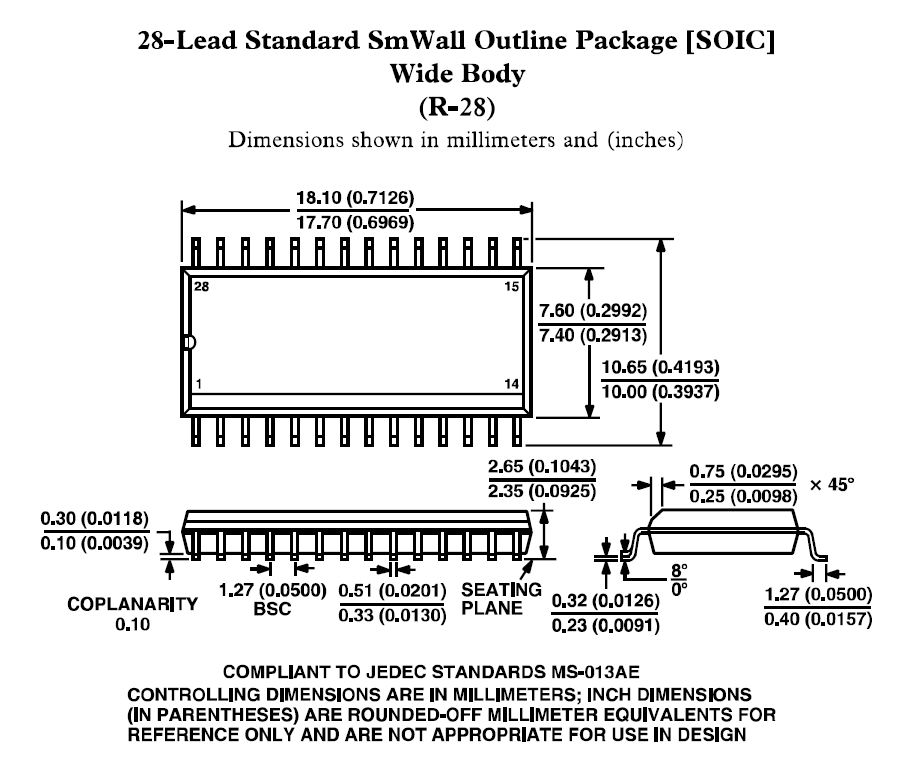 28-Lead Standard SmWall Outline Package [SOIC]
Wide Body
(R-28)
Dimensions shown in millimeters and (inches)
18.10 (0.7126)
17.70 (0.6969)
28
15
1
14
7.60 (0.2992)
7.40 (0.2913)
10.65 (0.4193)
10.00 (0.3937)
2.65 (0.1043)
2.35 (0.0925)
0.75 (0.0295)
0.25 (0.0098)
× 45°
0.30 (0.0118)
0.10 (0.0039)
COPLANARITY
0.10
1.27 (0.0500)
BSC
0.51 (0.0201)
0.33 (0.0130)
SEATING
PLANE
0.32 (0.0126)
0.23 (0.0091)
8°
0°
1.27 (0.0500)
0.40 (0.0157)
COMPLIANT TO JEDEC STANDARDS MS-013AE
CONTROLLING DIMENSIONS ARE IN MILLIMETERS; INCH DIMENSIONS
(IN PARENTHESES) ARE ROUNDED-OFF MILLIMETER EQUIVALENTS FOR
REFERENCE ONLY AND ARE NOT APPROPRIATE FOR USE IN DESIGN